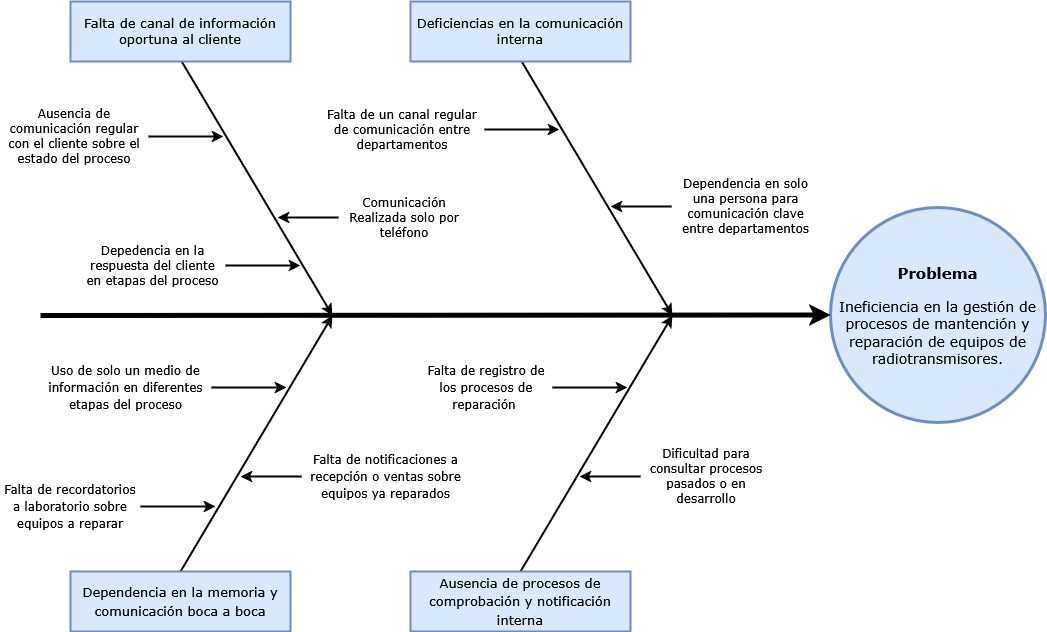 Falta de canal de información
oportuna al cliente
Deficiencias en la comunicación
interna
Ausencia de
comunicación regular
con el cliente sobre el
estado del proceso
Comunicación
Realizada solo por
teléfono
Depedencia en la
respuesta del cliente
en etapas del proceso
Falta de un canal regular
de comunicación entre
departamentos
Dependencia en solo
una persona para
comunicación clave
entre departamentos
Problema
Ineficiencia en la gestión de
procesos de mantención y
reparación de equipos de
radiotransmisores.
Uso de solo un medio de
información en diferentes
etapas del proceso
Falta de notificaciones a
recepción o ventas sobre
equipos ya reparados
Falta de recordatorios
a laboratorio sobre
equipos a reparar
Falta de registro de
los procesos de
reparación
Dificultad para
consultar procesos
pasados o en
desarrollo
Dependencia en la memoria y
comunicación boca a boca
Ausencia de procesos de
comprobación y notificación
interna